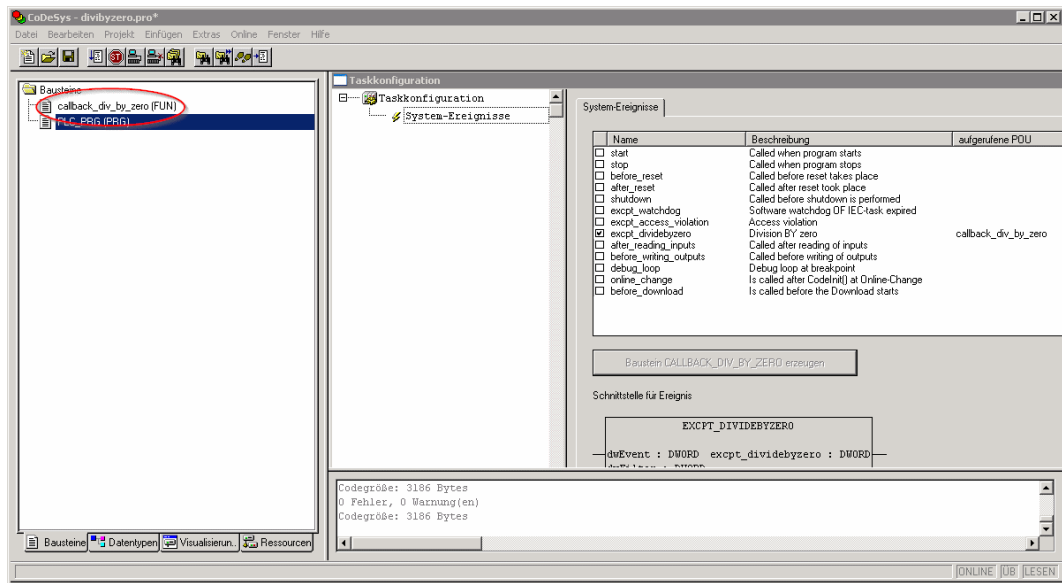 CoDeSys - divibyzero.pro*
Datei Bearbeiten Projekt Einfügen Extras Online Fenster Hilfe
Bausteine
callback_div_by_zero (FUN)
PLC_PRG (PRG)
Taskkonfiguration
Taskkonfiguration
System-Ereignisse
System-Ereignisse
Name Beschreibung aufgerufene POU
start Called when program starts
stop Called when program stops
before_reset Called before reset takes place
after_reset Called after reset took place
shutdown Called before shutdown is performed
excpt_watchdog Software watchdog OF IEC-task expired
excpt_access_violation Access violation
excpt_dividebyzero Division BY zero callback_div_by_zero
after_reading_inputs Called after reading of inputs
before_writing_outputs Called before writing of outputs
debug_loop Debug loop at breakpoint
online_change Is called after CodeInit() at Online-Change
before_download Is called before the Download starts
Baustein CALLBACK_DIV_BY_ZERO erzeugen
Schnittstelle für Ereignis
EXCPT_DIVIDEBYZERO
dwEvent : DWORD excpt_dividebyzero : DWORD
dwFilter : DWORD
Codegröße: 3186 Bytes
0 Fehler, 0 Warnung(en)
Codegröße: 3186 Bytes
Bausteine Datentypen Visualisierun.. Ressourcen
ONLINE ÜB LESEN